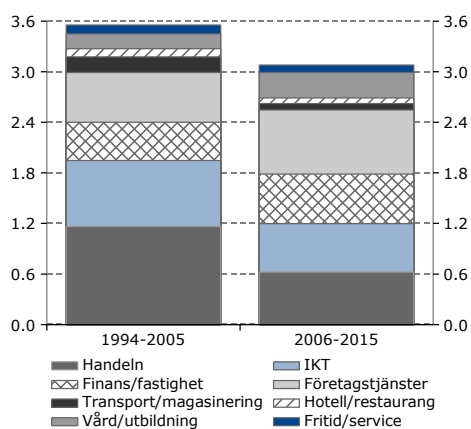 3.6 3.6
3.0 3.0
2.4 2.4
1.8 1.8
1.2 1.2
0.6 0.6
0.0 0.0
1994-2005 2006-2015
Handeln IKT
Finans/fastighet Företagstjänster
Transport/magasinering Hotell/restaurang
Vård/utbildning Fritid/service